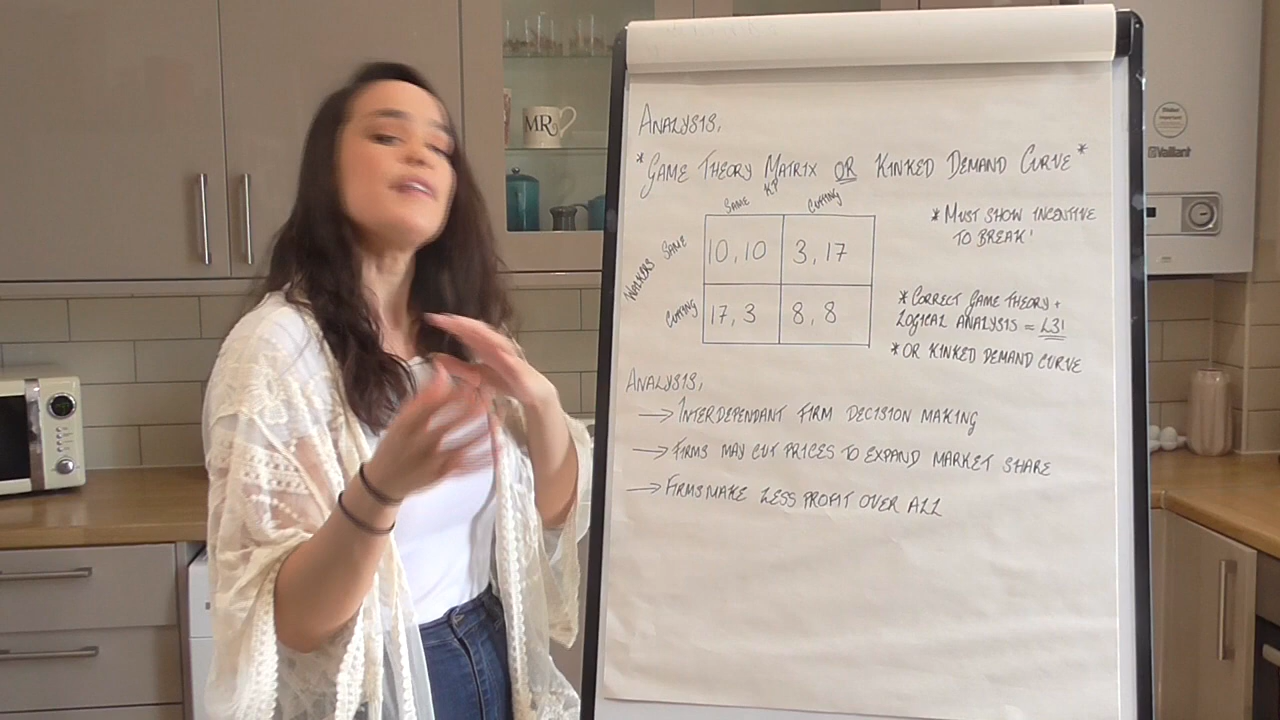 ANALYSIS,
*GAME THEORY MATRIX OR KINKED DEMAND CURVE*
KP
SAME CUTTING
WALKERS
SAME 10, 10 3, 17
CUTTING 17, 3 8, 8
*MUST SHOW INCENTIVE
TO BREAK!
*CORRECT GAME THEORY +
LOGICAL ANALYSIS = L3!
*OR KINKED DEMAND CURVE
ANALYSIS,
→INTERDEPENDANT FIRM DECISION MAKING
→FIRMS MAY CUT PRICES TO EXPAND MARKET SHARE
→FIRMS MAKE LESS PROFIT OVER ALL
MR
Vaillant